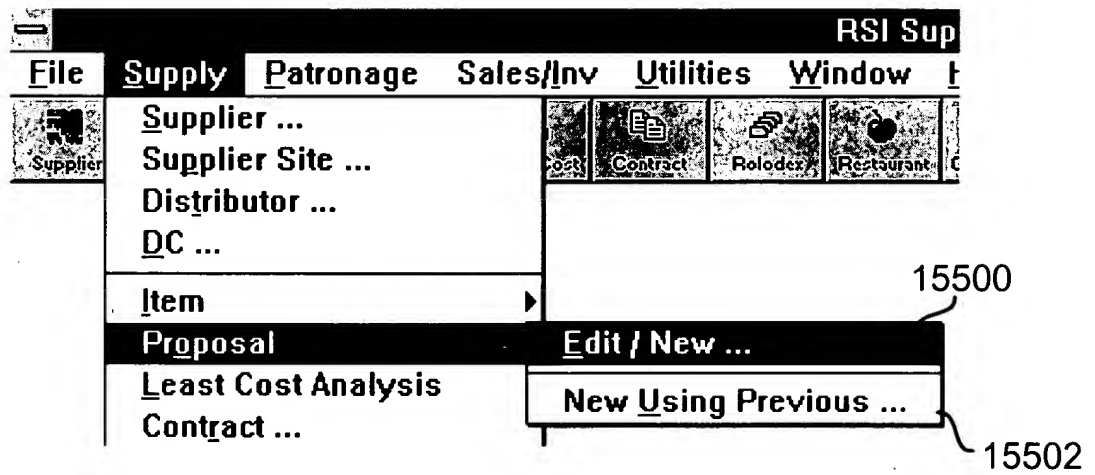 RSI Sup
File Supply Patronage Sales/Inv Utilities Window
Supplier Contract Rolodex Restaurant
Supplier ...
Supplier Site ...
Distributor ...
DC ...
Item
15500
Proposal Edit / New ...
Least Cost Analysis New Using Previous ...
Contract ...
15502